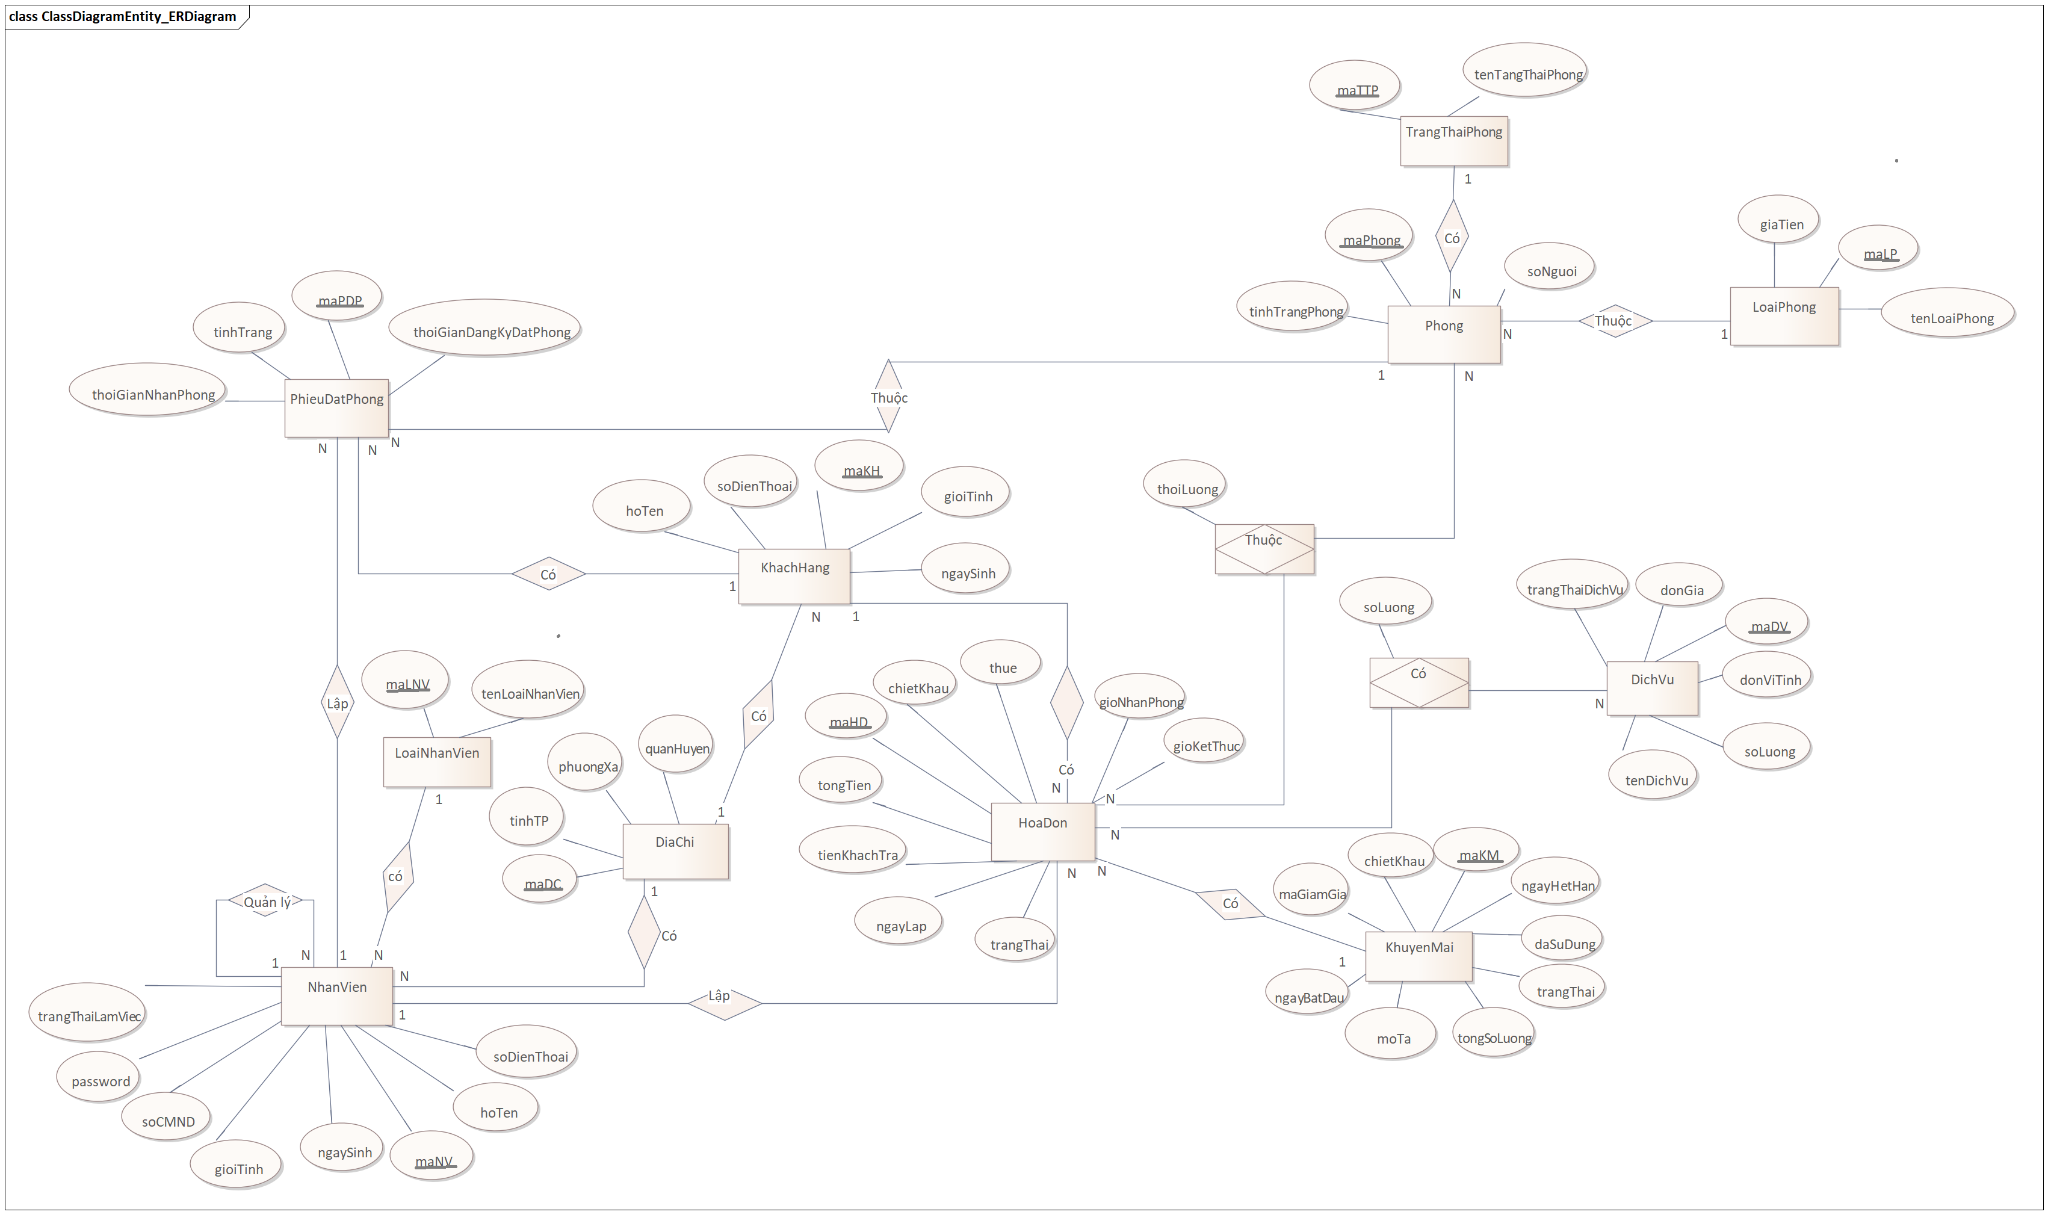 class ClassDiagramEntity_ERDiagram
maTTP
tenTangThaiPhong
TrangThaiPhong
1
Có
N
maPhong
soNguoi
tinhTrangPhong
Phong
N
Thuộc
1
giaTien
maLP
LoaiPhong
tenLoaiPhong
1
N
maPDP
tinhTrang
thoiGianDangKyDatPhong
thoiGianNhanPhong
PhieuDatPhong
Thuộc
N
N
N
maKH
soDienThoai
gioiTinh
hoTen
KhachHang
ngaySinh
Có
1
N
1
thoiLuong
Thuộc
soLuong
Có
trangThaiDichVu
donGia
maDV
donViTinh
DichVu
N
soLuong
tenDichVu
Lập
maLNV
tenLoaiNhanVien
LoaiNhanVien
1
có
N
Có
quanHuyen
phuongXa
tinhTP
1
DiaChi
maDC
1
Có
thue
chietKhau
gioNhanPhong
maHD
gioKetThuc
tongTien
Có
N
N
HoaDon
N
tienKhachTra
N
N
ngayLap
trangThai
Có
chietKhau
maKM
ngayHetHan
maGiamGia
daSuDung
KhuyenMai
1
trangThai
ngayBatDau
moTa
tongSoLuong
Quản lý
N
1
1
N
NhanVien
1
Lập
trangThaiLamViec
soDienThoai
password
hoTen
soCMND
ngaySinh
maNV
gioiTinh